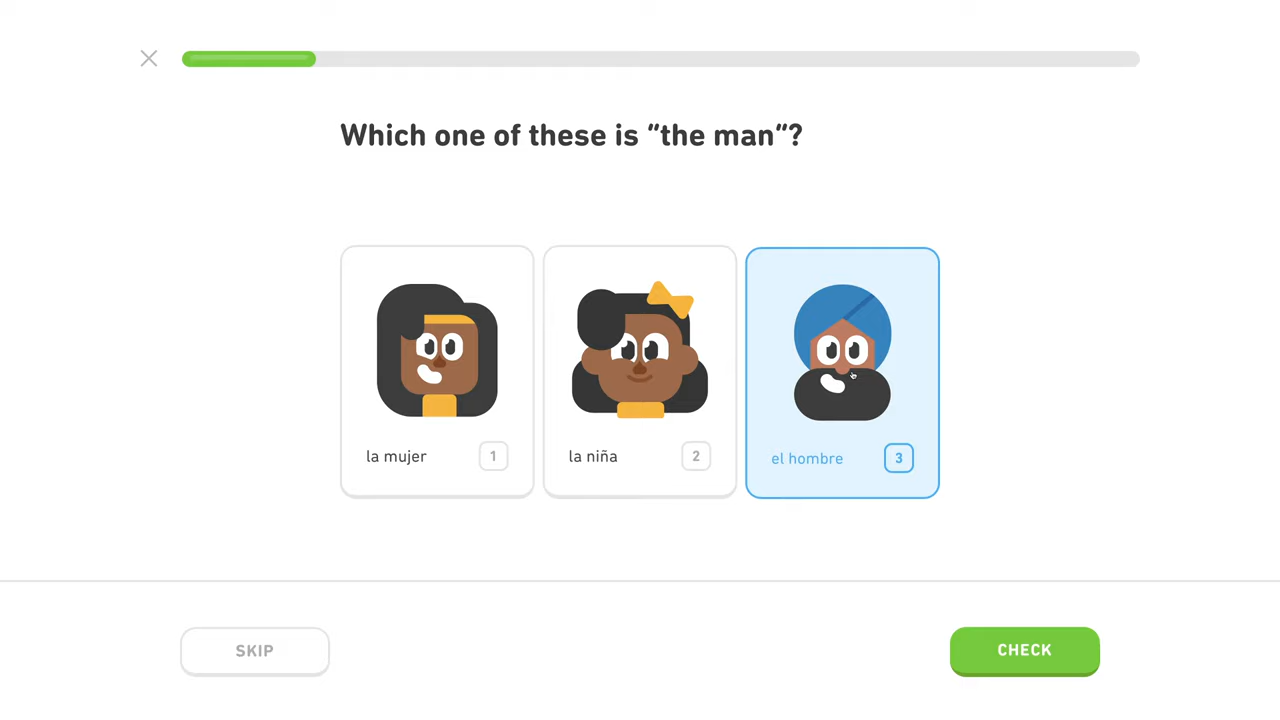 Which one of these is “the man”?
la mujer 1
la niña 2
el hombre 3
SKIP
CHECK